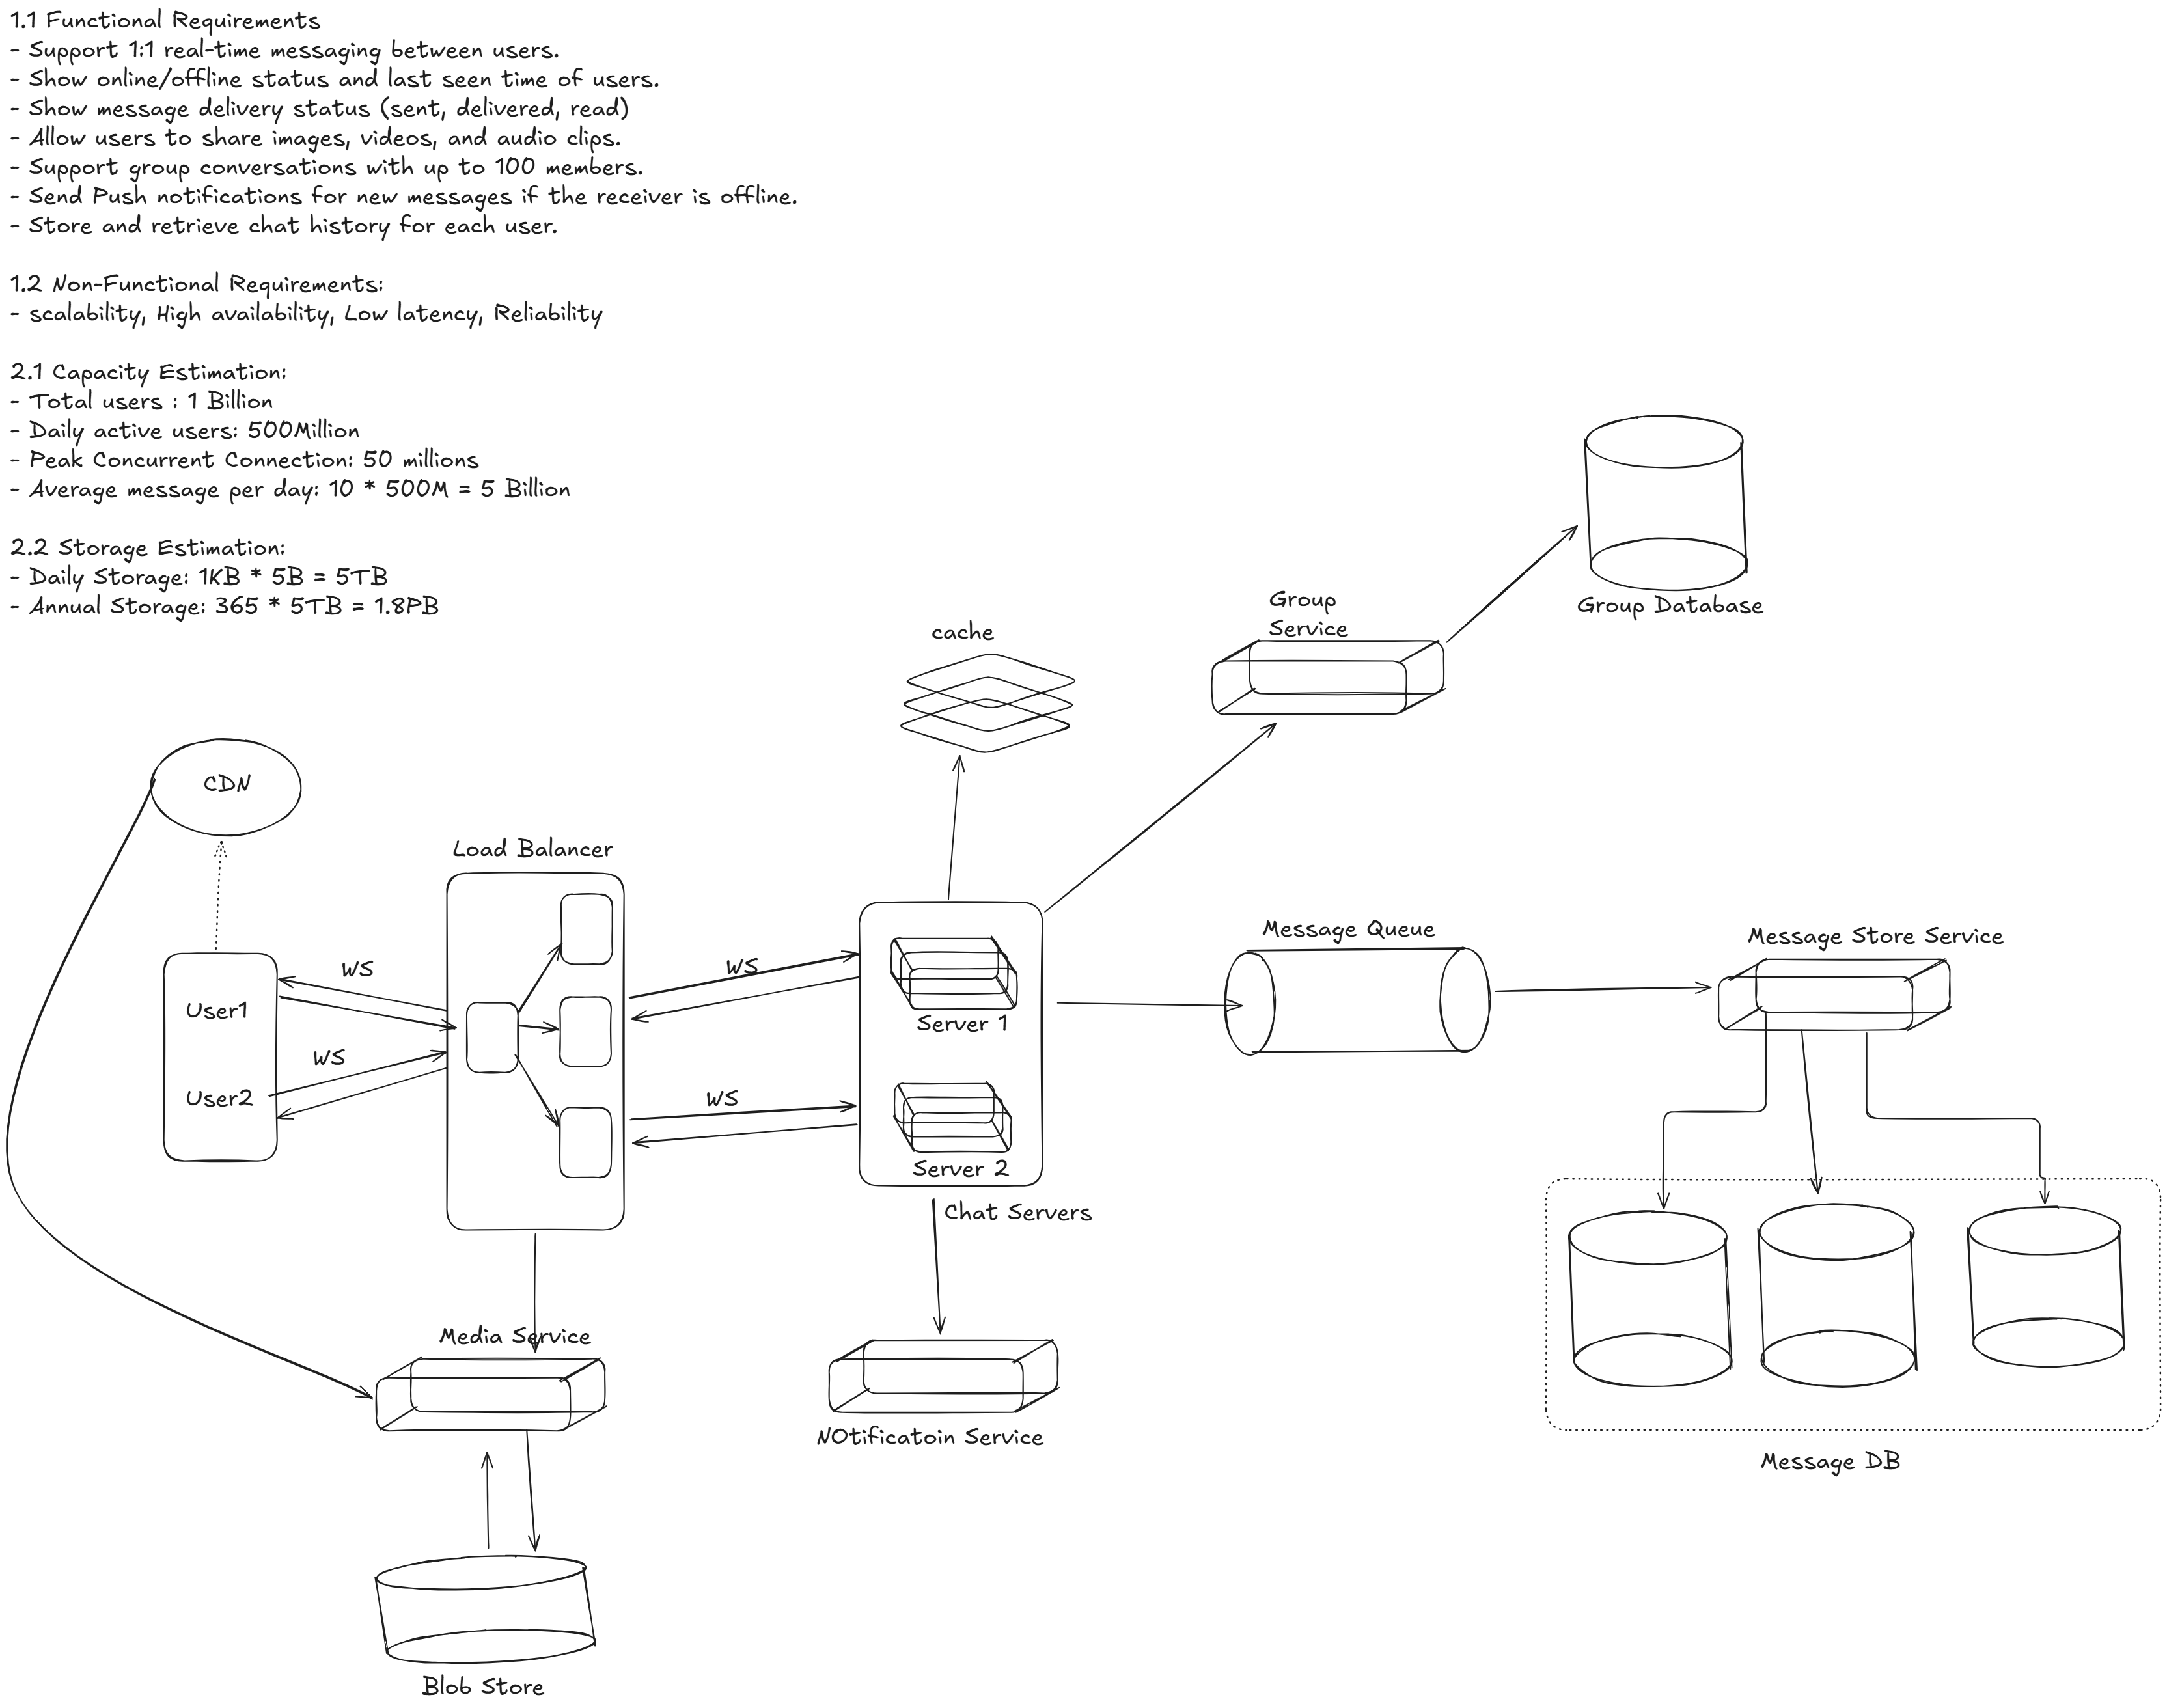 1.1 Functional Requirements
- Support 1:1 real-time messaging between users.
- Show online/offline status and last seen time of users.
- Show message delivery status (sent, delivered, read)
- Allow users to share images, videos, and audio clips.
- Support group conversations with up to 100 members.
- Send Push notifications for new messages if the receiver is offline.
- Store and retrieve chat history for each user.
1.2 Non-Functional Requirements:
- scalability, High availability, Low latency, Reliability
2.1 Capacity Estimation:
- Total users : 1 Billion
- Daily active users: 500Million
- Peak Concurrent Connection: 50 millions
- Average message per day: 10 * 500M = 5 Billion
2.2 Storage Estimation:
- Daily Storage: 1KB * 5B = 5TB
- Annual Storage: 365 * 5TB = 1.8PB
Group Database
Group
Service
cache
CDN
Load Balancer
Message Queue
Message Store Service
WS
WS
User1
Server 1
WS
WS
User2
Server 2
Chat Servers
Media Service
NOtificatoin Service
Message DB
Blob Store